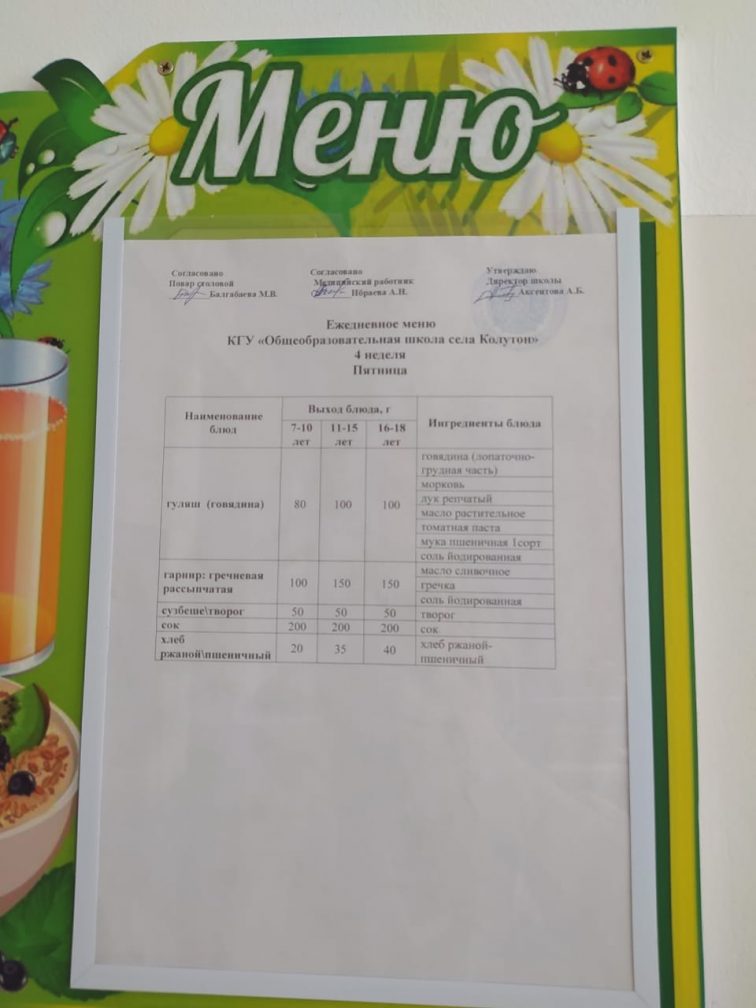 Меню
Согласовано Согласовано Утверждаю
Повар столовой Медицинский работник Директор школы
Балгабаева М.В. Ибраева А.Н. Аксентова А.Б.
Ежедневное меню
КГУ «Общеобразовательная школа села Колутон»
4 неделя
Пятница
Наименование блюд Выход блюда, г Ингредиенты блюда
7-10 лет 11-15 лет 16-18 лет
гуляш (говядина) 80 100 100 говядина (лопаточно-
грудная часть)
морковь
лук репчатый
масло растительное
томатная паста
мука пшеничная 1сорт
соль йодированная
гарнир: гречневая рассыпчатая 100 150 150 масло сливочное
гречка
соль йодированная
сузбеше\творог 50 50 50 творог
сок 200 200 200 сок
хлеб 20 35 40 хлеб ржаной-
ржаной\пшеничный пшеничный